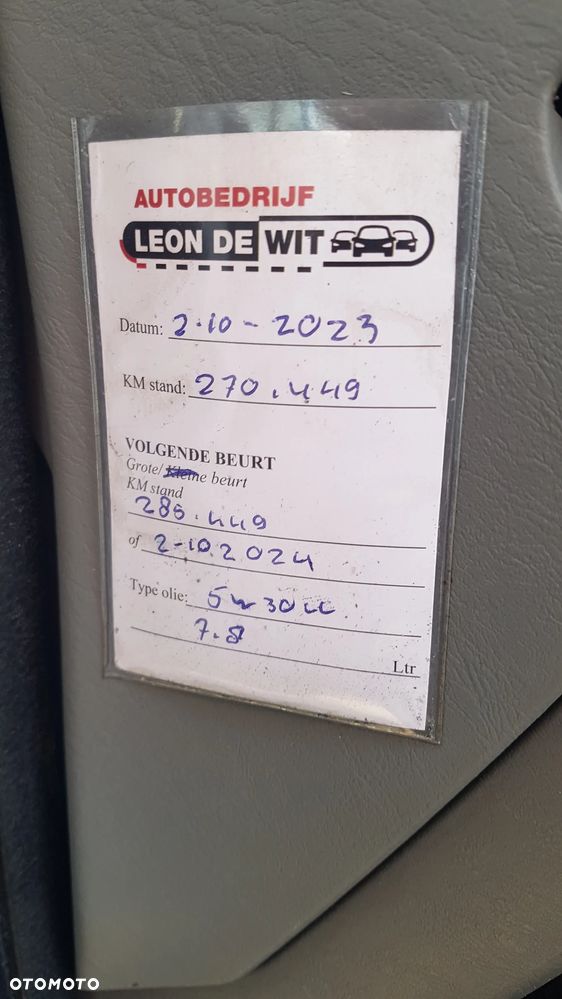 AUTOBEDRIJF
LEON DE WIT
Datum: 2-10-2023
KM stand: 270.449
VOLGENDE BEURT
Grote/Kleine beurt
KM stand
285.449
of 2-10.2024
Type olie: 5w30LL
7.8
Ltr
OTOMOTO